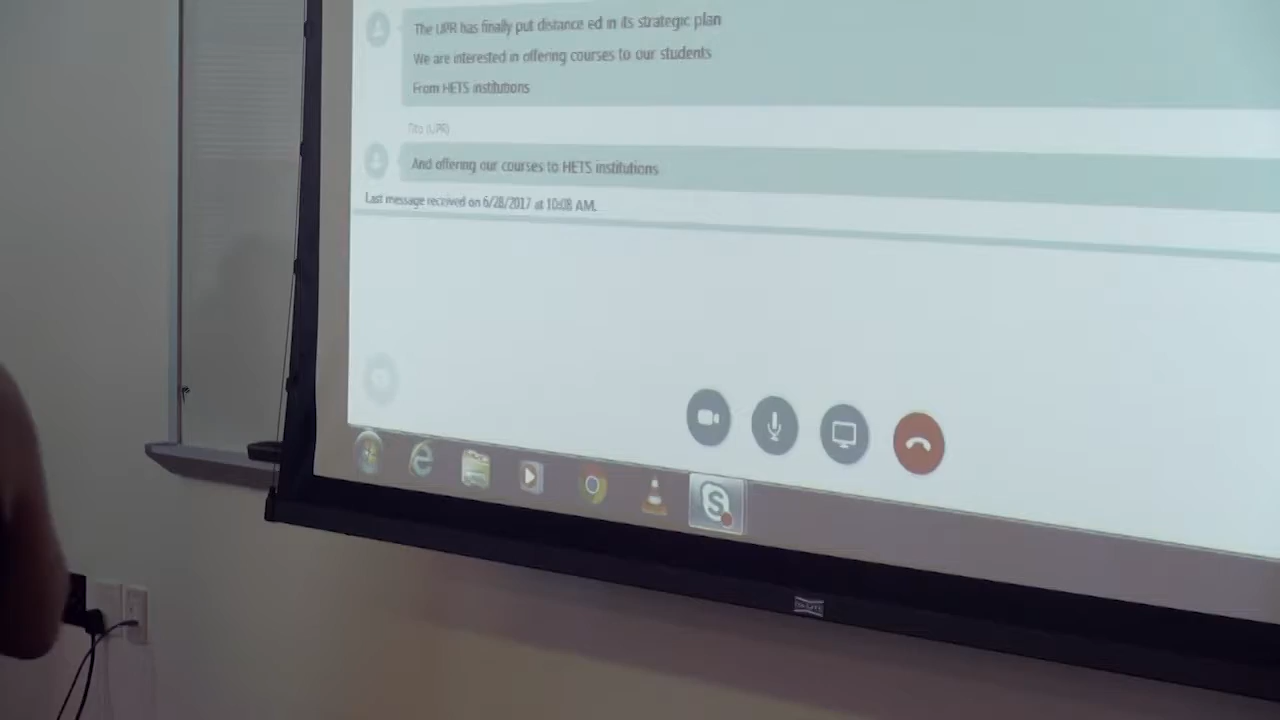 The UPR has finally put distance ed in its strategic plan
We are interested in offering courses to our students
From HETS institutions
Tito (UPR)
And offering our courses to HETS institutions
Last message received on 6/28/2017 at 10:08 AM.